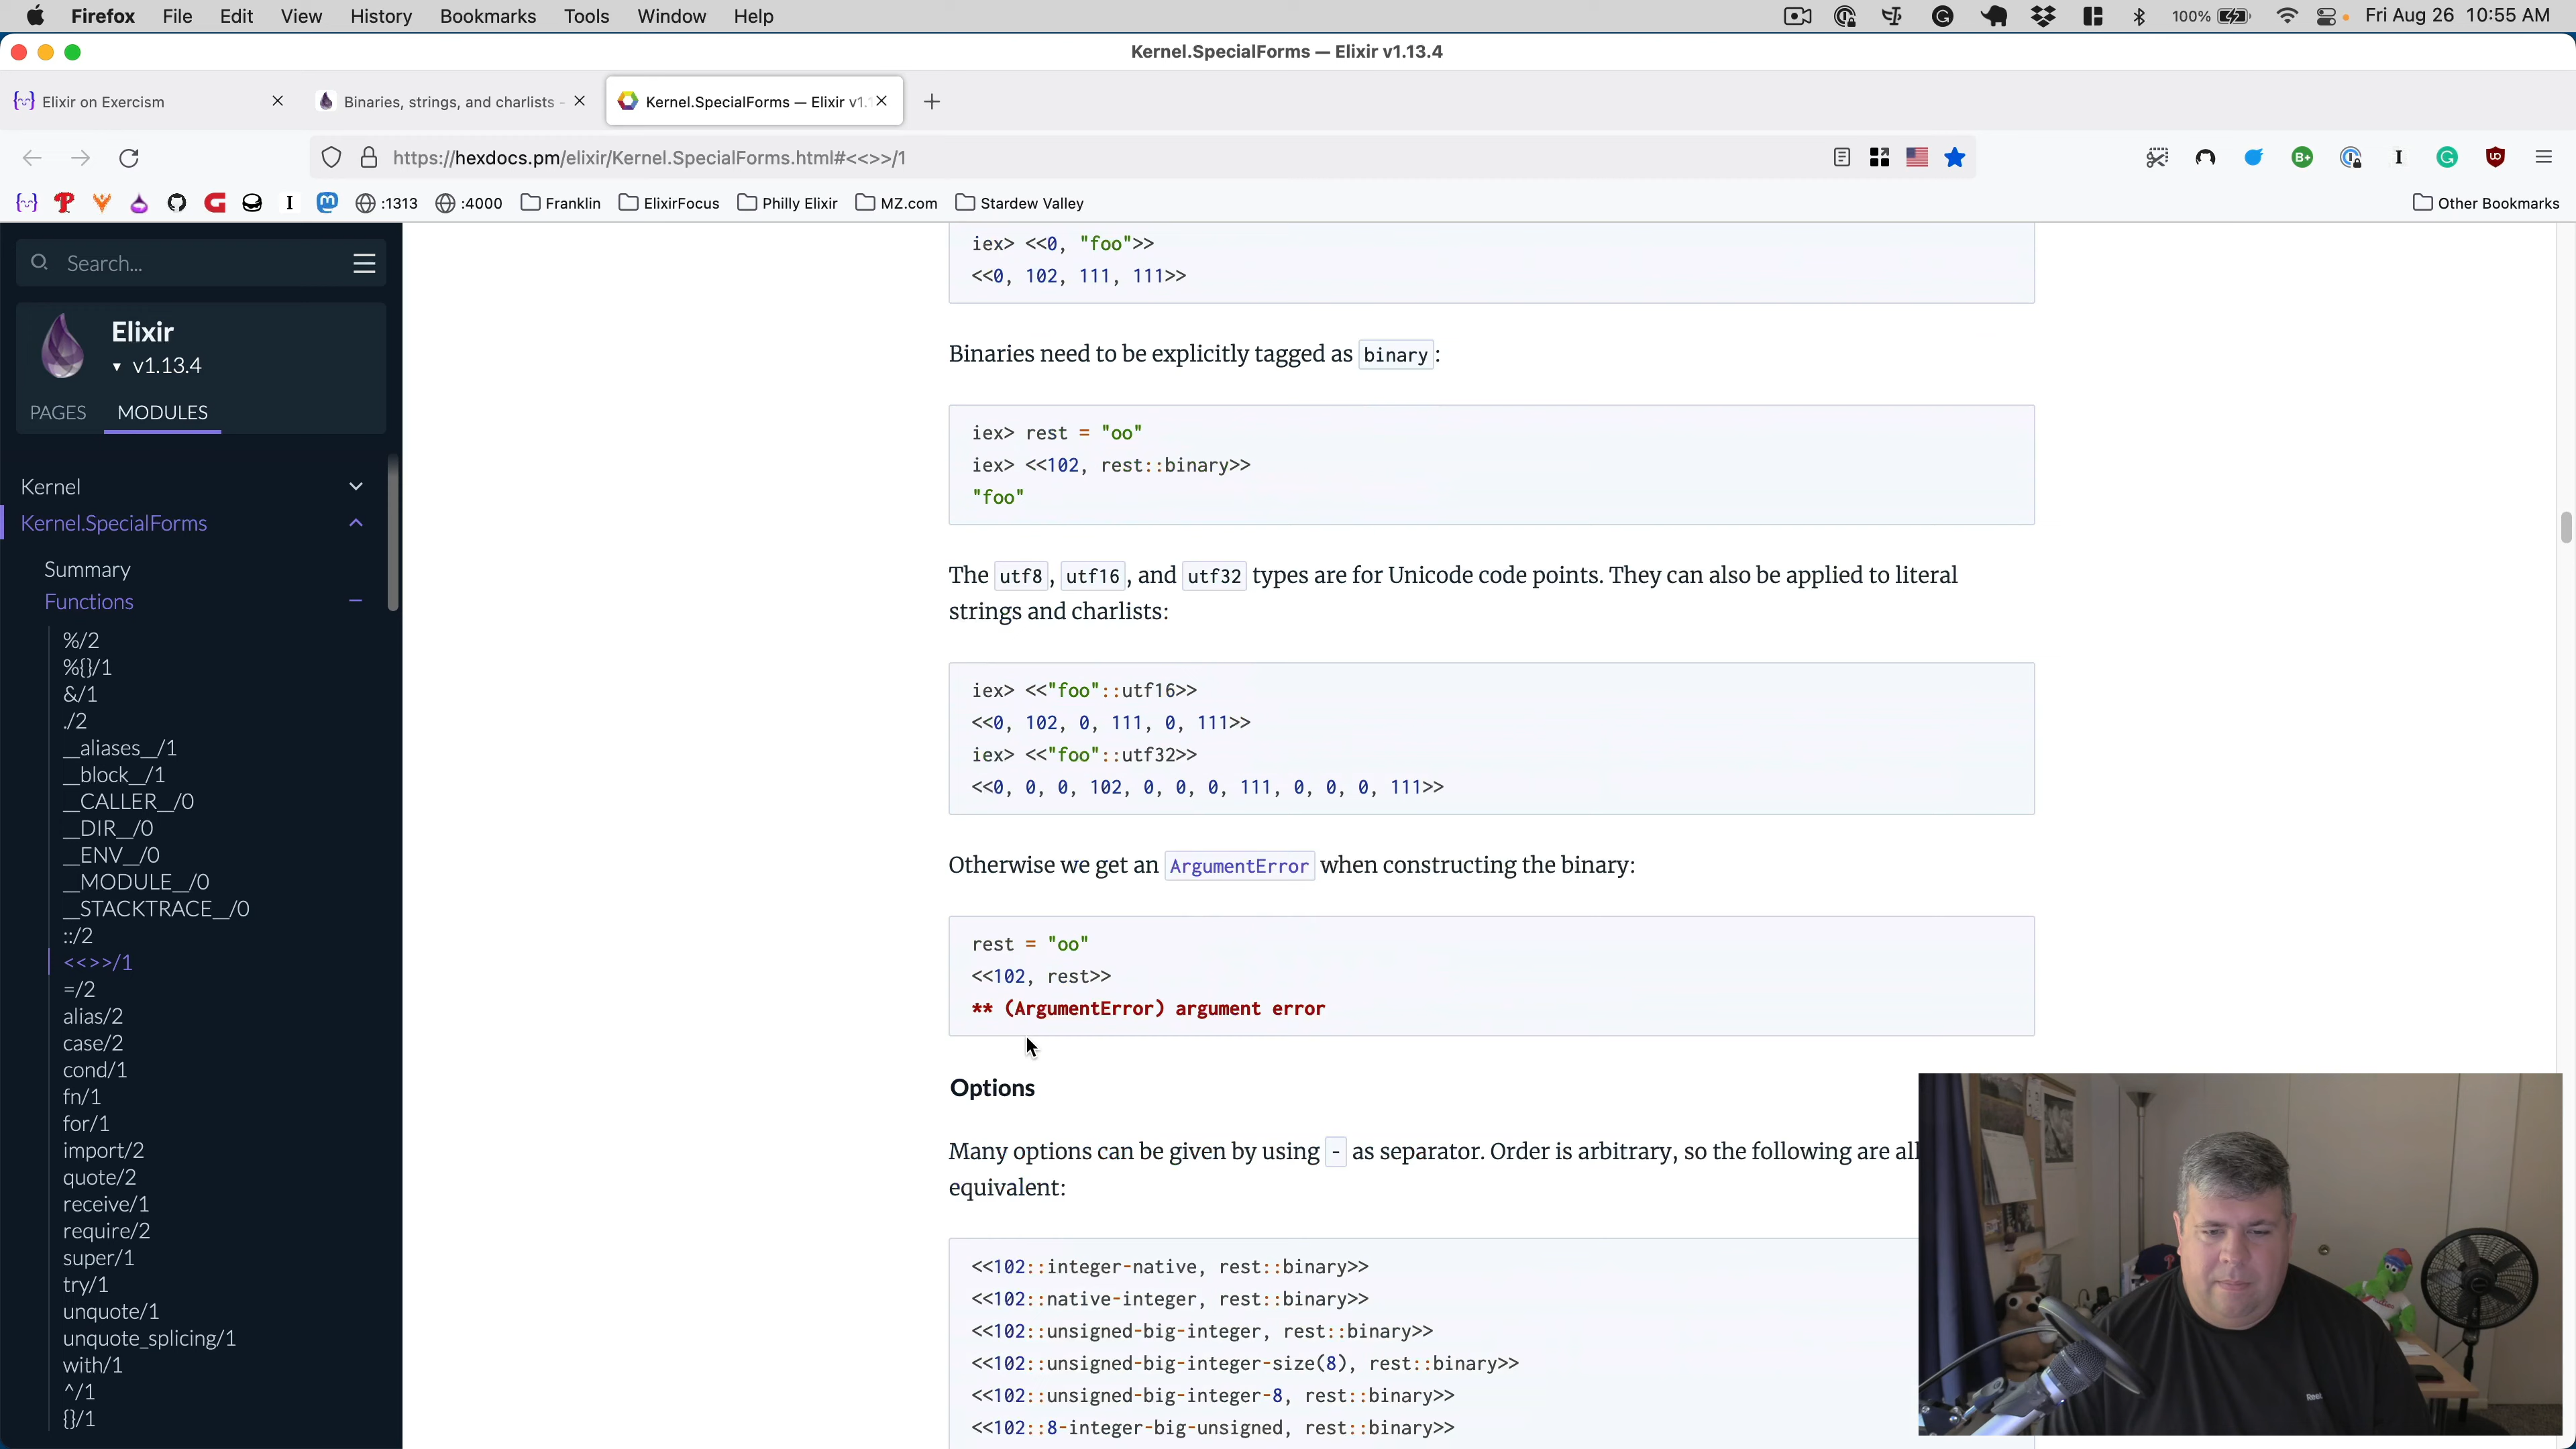 Firefox File Edit View History Bookmarks Tools Window Help 100% Fri Aug 26 10:55 AM
Kernel.SpecialForms — Elixir v1.13.4
Elixir on Exercism Binaries, strings, and charlists - Kernel.SpecialForms — Elixir v1.1
https://hexdocs.pm/elixir/Kernel.SpecialForms.html#<<>>/1
:1313 :4000 Franklin ElixirFocus Philly Elixir MZ.com Stardew Valley Other Bookmarks
Search...
Elixir
v1.13.4
PAGES MODULES
Kernel
Kernel.SpecialForms
Summary
Functions
%/2
%{}/1
&/1
./2
__aliases__/1
__block__/1
__CALLER__/0
__DIR__/0
__ENV__/0
__MODULE__/0
__STACKTRACE__/0
::/2
<<>>/1
=/2
alias/2
case/2
cond/1
fn/1
for/1
import/2
quote/2
receive/1
require/2
super/1
try/1
unquote/1
unquote_splicing/1
with/1
^/1
{}/1
iex> <<0, "foo">>
<<0, 102, 111, 111>>
Binaries need to be explicitly tagged as binary:
iex> rest = "oo"
iex> <<102, rest::binary>>
"foo"
The utf8, utf16, and utf32 types are for Unicode code points. They can also be applied to literal
strings and charlists:
iex> <<"foo"::utf16>>
<<0, 102, 0, 111, 0, 111>>
iex> <<"foo"::utf32>>
<<0, 0, 0, 102, 0, 0, 0, 111, 0, 0, 0, 111>>
Otherwise we get an ArgumentError when constructing the binary:
rest = "oo"
<<102, rest>>
** (ArgumentError) argument error
Options
Many options can be given by using - as separator. Order is arbitrary, so the following are all
equivalent:
<<102::integer-native, rest::binary>>
<<102::native-integer, rest::binary>>
<<102::unsigned-big-integer, rest::binary>>
<<102::unsigned-big-integer-size(8), rest::binary>>
<<102::unsigned-big-integer-8, rest::binary>>
<<102::8-integer-big-unsigned, rest::binary>>